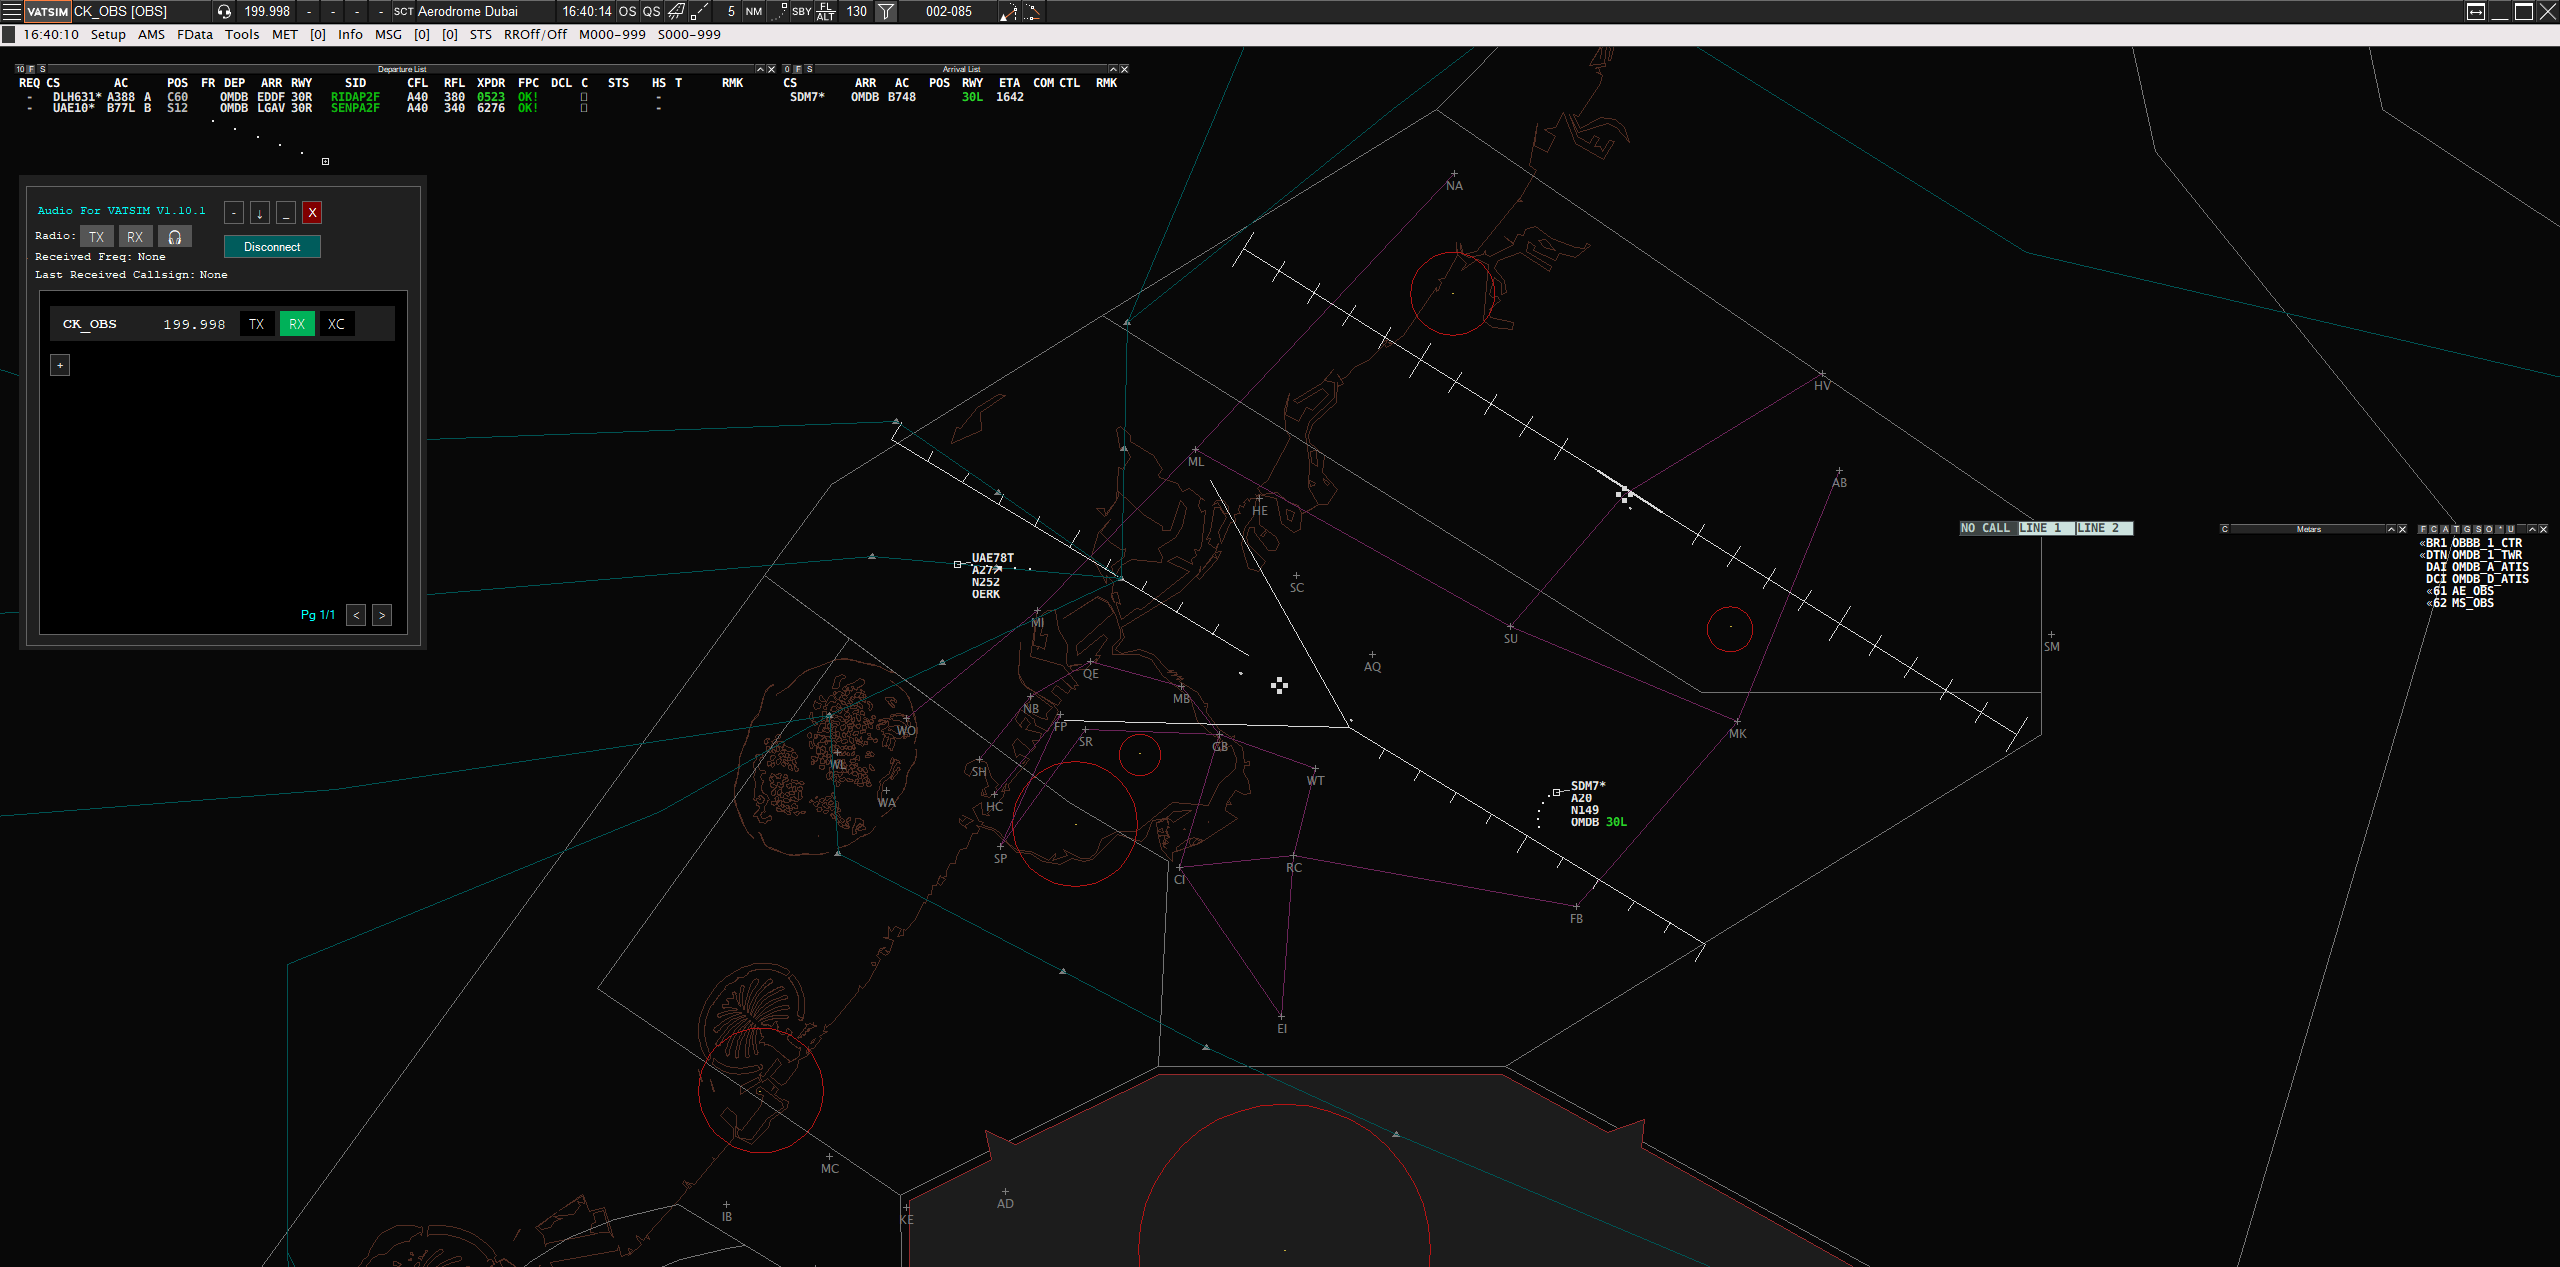 VATSIM CK_OBS [OBS] 199.998 - - - - SCT Aerodrome Dubai 16:40:14 OS QS 5 NM SBY FL ALT 130 002-085
16:40:10 Setup AMS FData Tools MET [0] Info MSG [0] [0] STS RROff/Off M000-999 S000-999
10 F S Departure List
REQ CS AC POS FR DEP ARR RWY SID CFL RFL XPDR FPC DCL C STS HS T RMK
- DLH631* A388 A C60 OMDB EDDF 30R RIDAP2F A40 380 0523 OK! -
- UAE10* B77L B S12 OMDB LGAV 30R SENPA2F A40 340 6276 OK! -
0 F S Arrival List
CS ARR AC POS RWY ETA COM CTL RMK
SDM7* OMDB B748 30L 1642
Audio For VATSIM V1.10.1 - ↓ _ X
Radio: TX RX
Disconnect
Received Freq: None
Last Received Callsign: None
CK_OBS 199.998 TX RX XC
+
Pg 1/1 < >
NA
HV
ML
AB
HE
NO CALL LINE 1 LINE 2
C Metars
F C A T G S O * U
«BR1 OBBB_1_CTR
«DTN OMDB_1_TWR
DAI OMDB_A_ATIS
DCI OMDB_D_ATIS
«61 AE_OBS
«62 MS_OBS
UAE78T
A27↗
N252
OERK
SC
MI
SU
SM
AQ
QE
MB
NB
FP
WO
SR
GB
MK
WL
SH
WT
WA
HC
SDM7*
A20
N149
OMDB 30L
SP
CI
RC
FB
EI
MC
AD
IB
KE